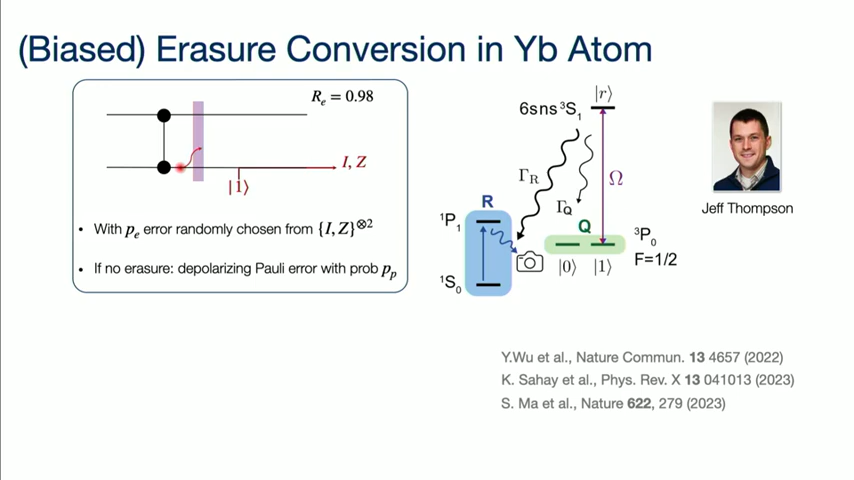 (Biased) Erasure Conversion in Yb Atom
Rₑ = 0.98
I, Z
|1⟩
• With pₑ error randomly chosen from {I, Z}⊗2
• If no erasure: depolarizing Pauli error with prob pₚ
6sns ³S₁
|r⟩
Γ_R
Γ_Q
Ω
R
Q
¹P₁
¹S₀
|0⟩ |1⟩
³P₀
F=1/2
Jeff Thompson
Y.Wu et al., Nature Commun. 13 4657 (2022)
K. Sahay et al., Phys. Rev. X 13 041013 (2023)
S. Ma et al., Nature 622, 279 (2023)